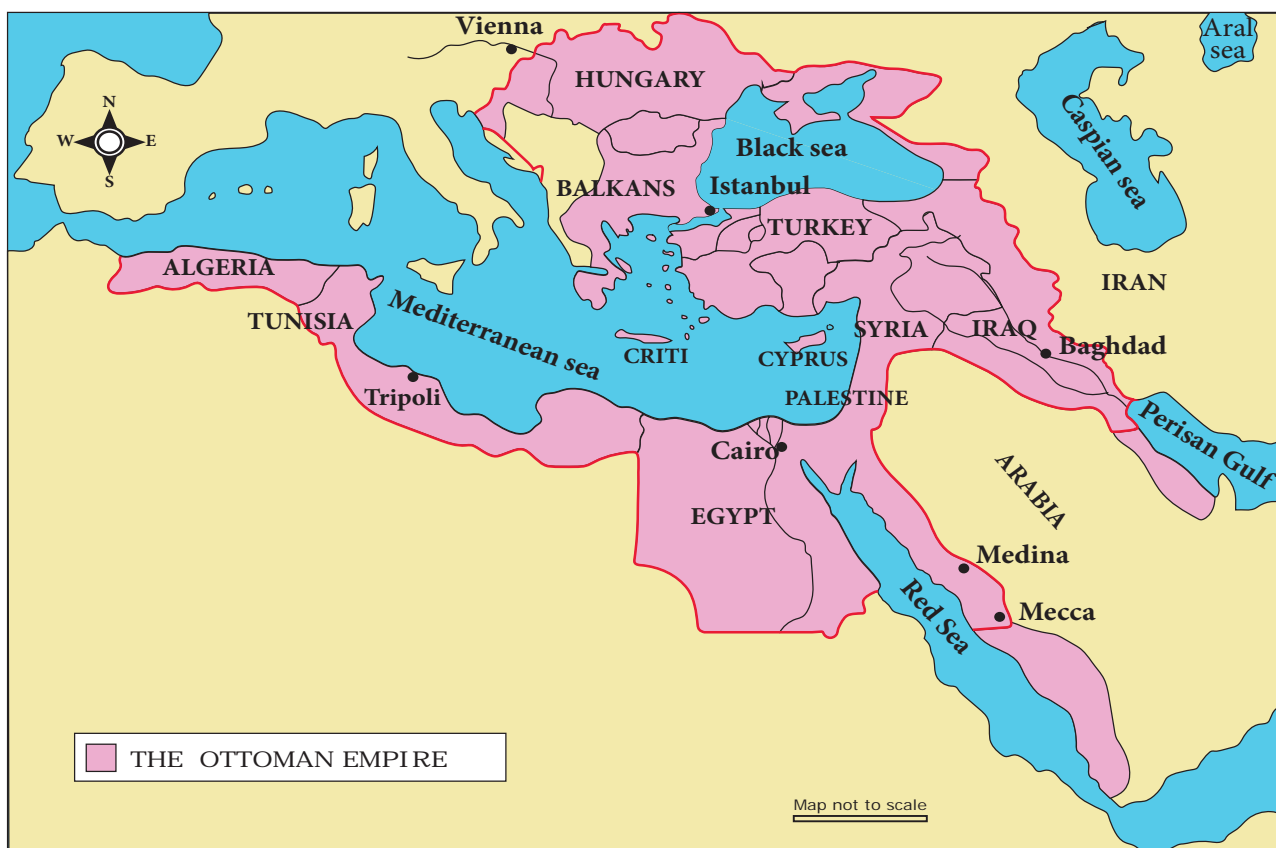 Vienna
Aral
sea
HUNGARY
Caspian sea
N
W
E
S
Black sea
BALKANS
Istanbul
TURKEY
ALGERIA
IRAN
TUNISIA
Mediterranean sea
SYRIA
IRAQ
Baghdad
CRITI
CYPRUS
Tripoli
PALESTINE
Perisan Gulf
Cairo
ARABIA
EGYPT
Medina
Red Sea
Mecca
THE OTTOMAN EMPIRE
Map not to scale